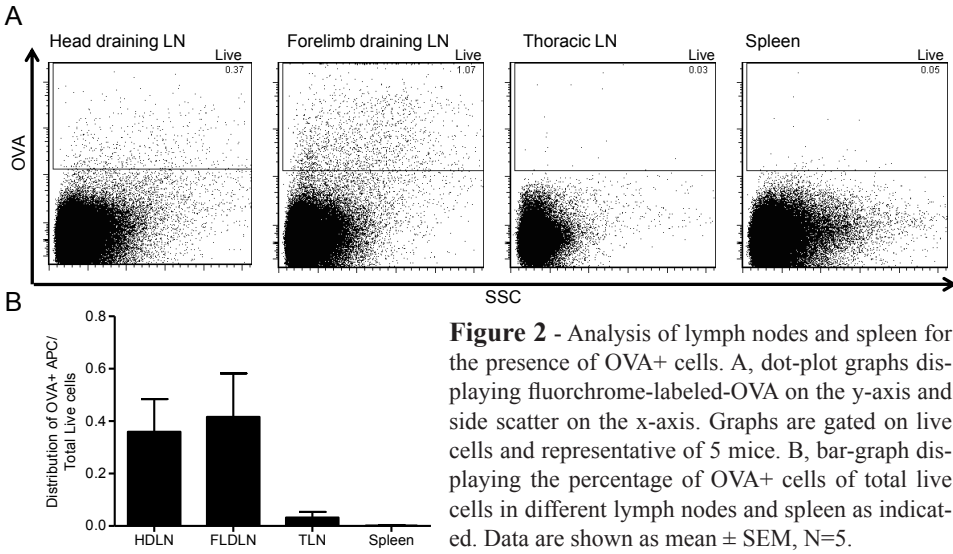 A
Head draining LN
Forelimb draining LN
Thoracic LN
Spleen
Live
0.37
Live
1.07
Live
0.03
Live
0.05
OVA
SSC
B
Distribution of OVA+ APC/
Total Live cells
0.8
0.6
0.4
0.2
0.0
HDLN
FLDLN
TLN
Spleen
Figure 2 - Analysis of lymph nodes and spleen for
the presence of OVA+ cells. A, dot-plot graphs dis-
playing fluorchrome-labeled-OVA on the y-axis and
side scatter on the x-axis. Graphs are gated on live
cells and representative of 5 mice. B, bar-graph dis-
playing the percentage of OVA+ cells of total live
cells in different lymph nodes and spleen as indicat-
ed. Data are shown as mean ± SEM, N=5.